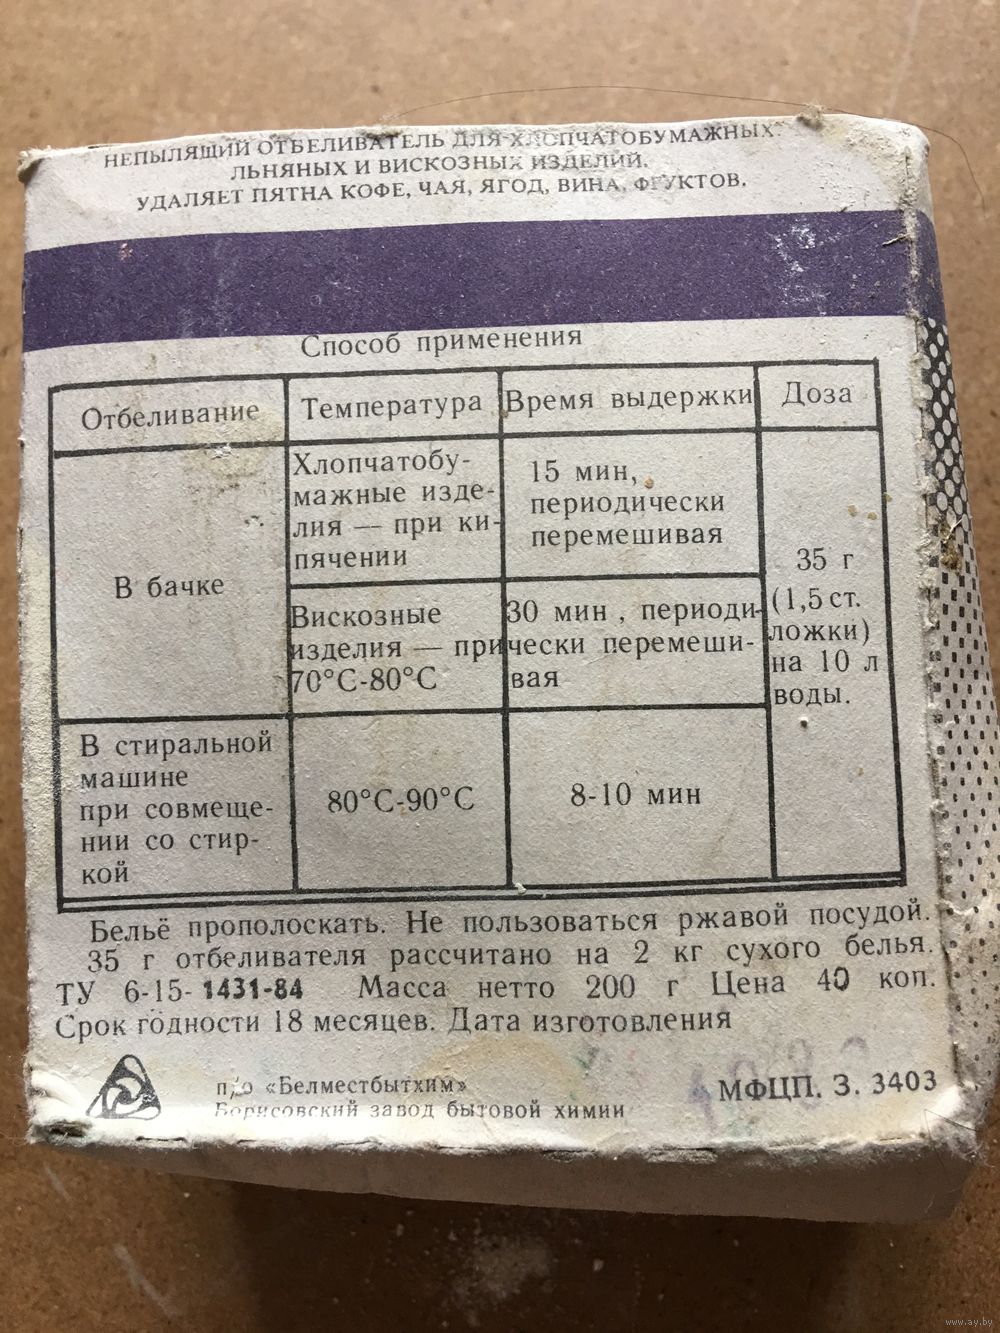 НЕПЫЛЯЩИЙ ОТБЕЛИВАТЕЛЬ ДЛЯ ХЛОПЧАТОБУМАЖНЫХ,
ЛЬНЯНЫХ И ВИСКОЗНЫХ ИЗДЕЛИЙ.
УДАЛЯЕТ ПЯТНА КОФЕ, ЧАЯ, ЯГОД, ВИНА, ФРУКТОВ.
Способ применения
Отбеливание Температура Время выдержки Доза
В бачке
Хлопчатобу-
мажные изде-
лия — при ки-
пячении
15 мин,
периодически
перемешивая
Вискозные
изделия — при
70°С-80°С
30 мин , периоди-
чески перемеши-
вая
35 г
(1,5 ст.
ложки)
на 10 л
воды.
В стиральной
машине
при совмеще-
нии со стир-
кой
80°С-90°С
8-10 мин
Бельё прополоскать. Не пользоваться ржавой посудой.
35 г отбеливателя рассчитано на 2 кг сухого белья.
ТУ 6-15-1431-84 Масса нетто 200 г Цена 40 коп.
Срок годности 18 месяцев. Дата изготовления
п/о «Белместбытхим»
Борисовский завод бытовой химии
МФЦП. З. 3403
www.ay.by